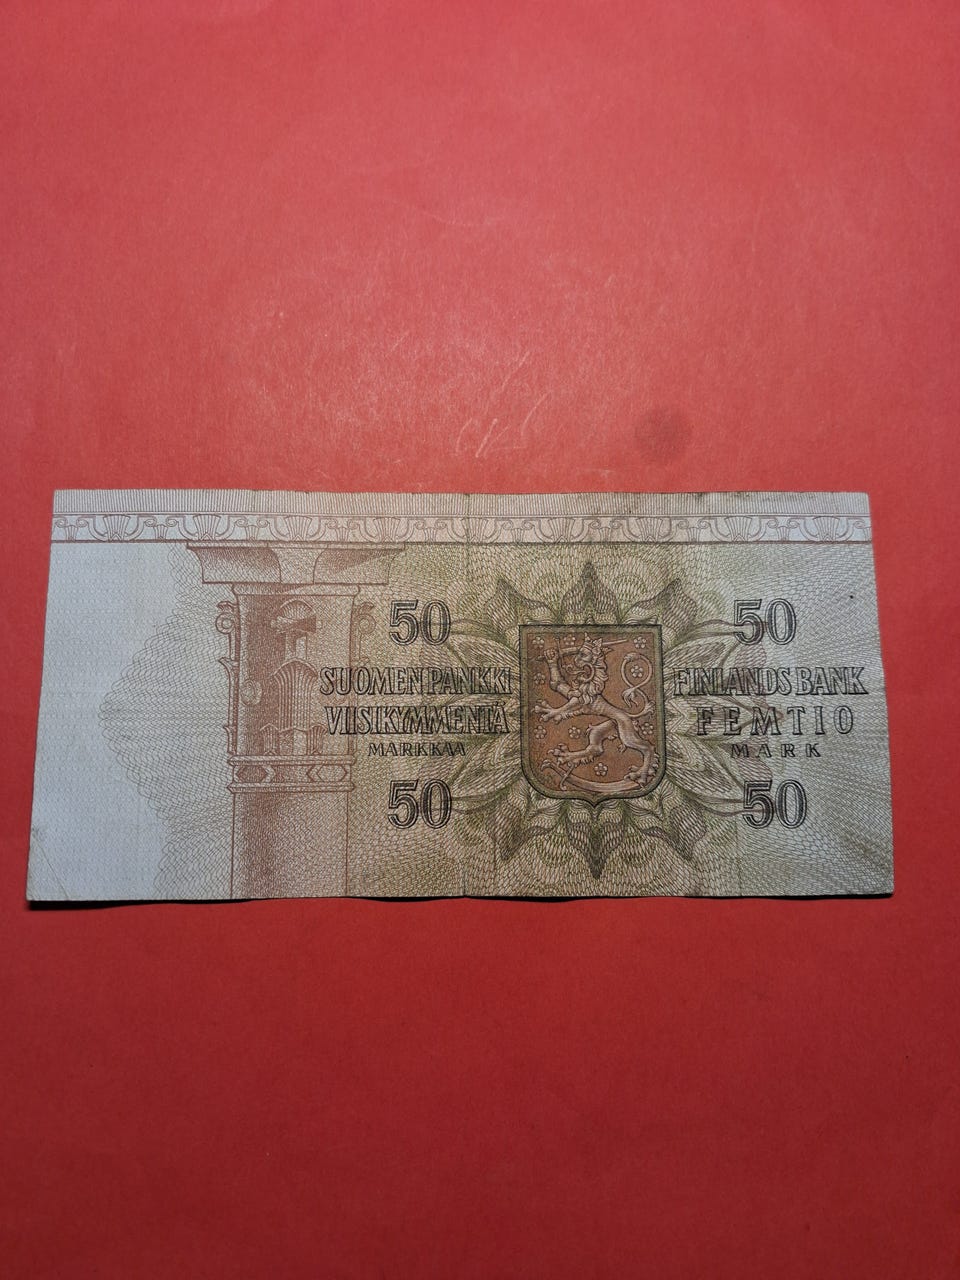 50
SUOMEN PANKKI
VIISIKYMMENTÄ
MARKKAA
50
50
FINLANDS BANK
FEMTIO
MARK
50